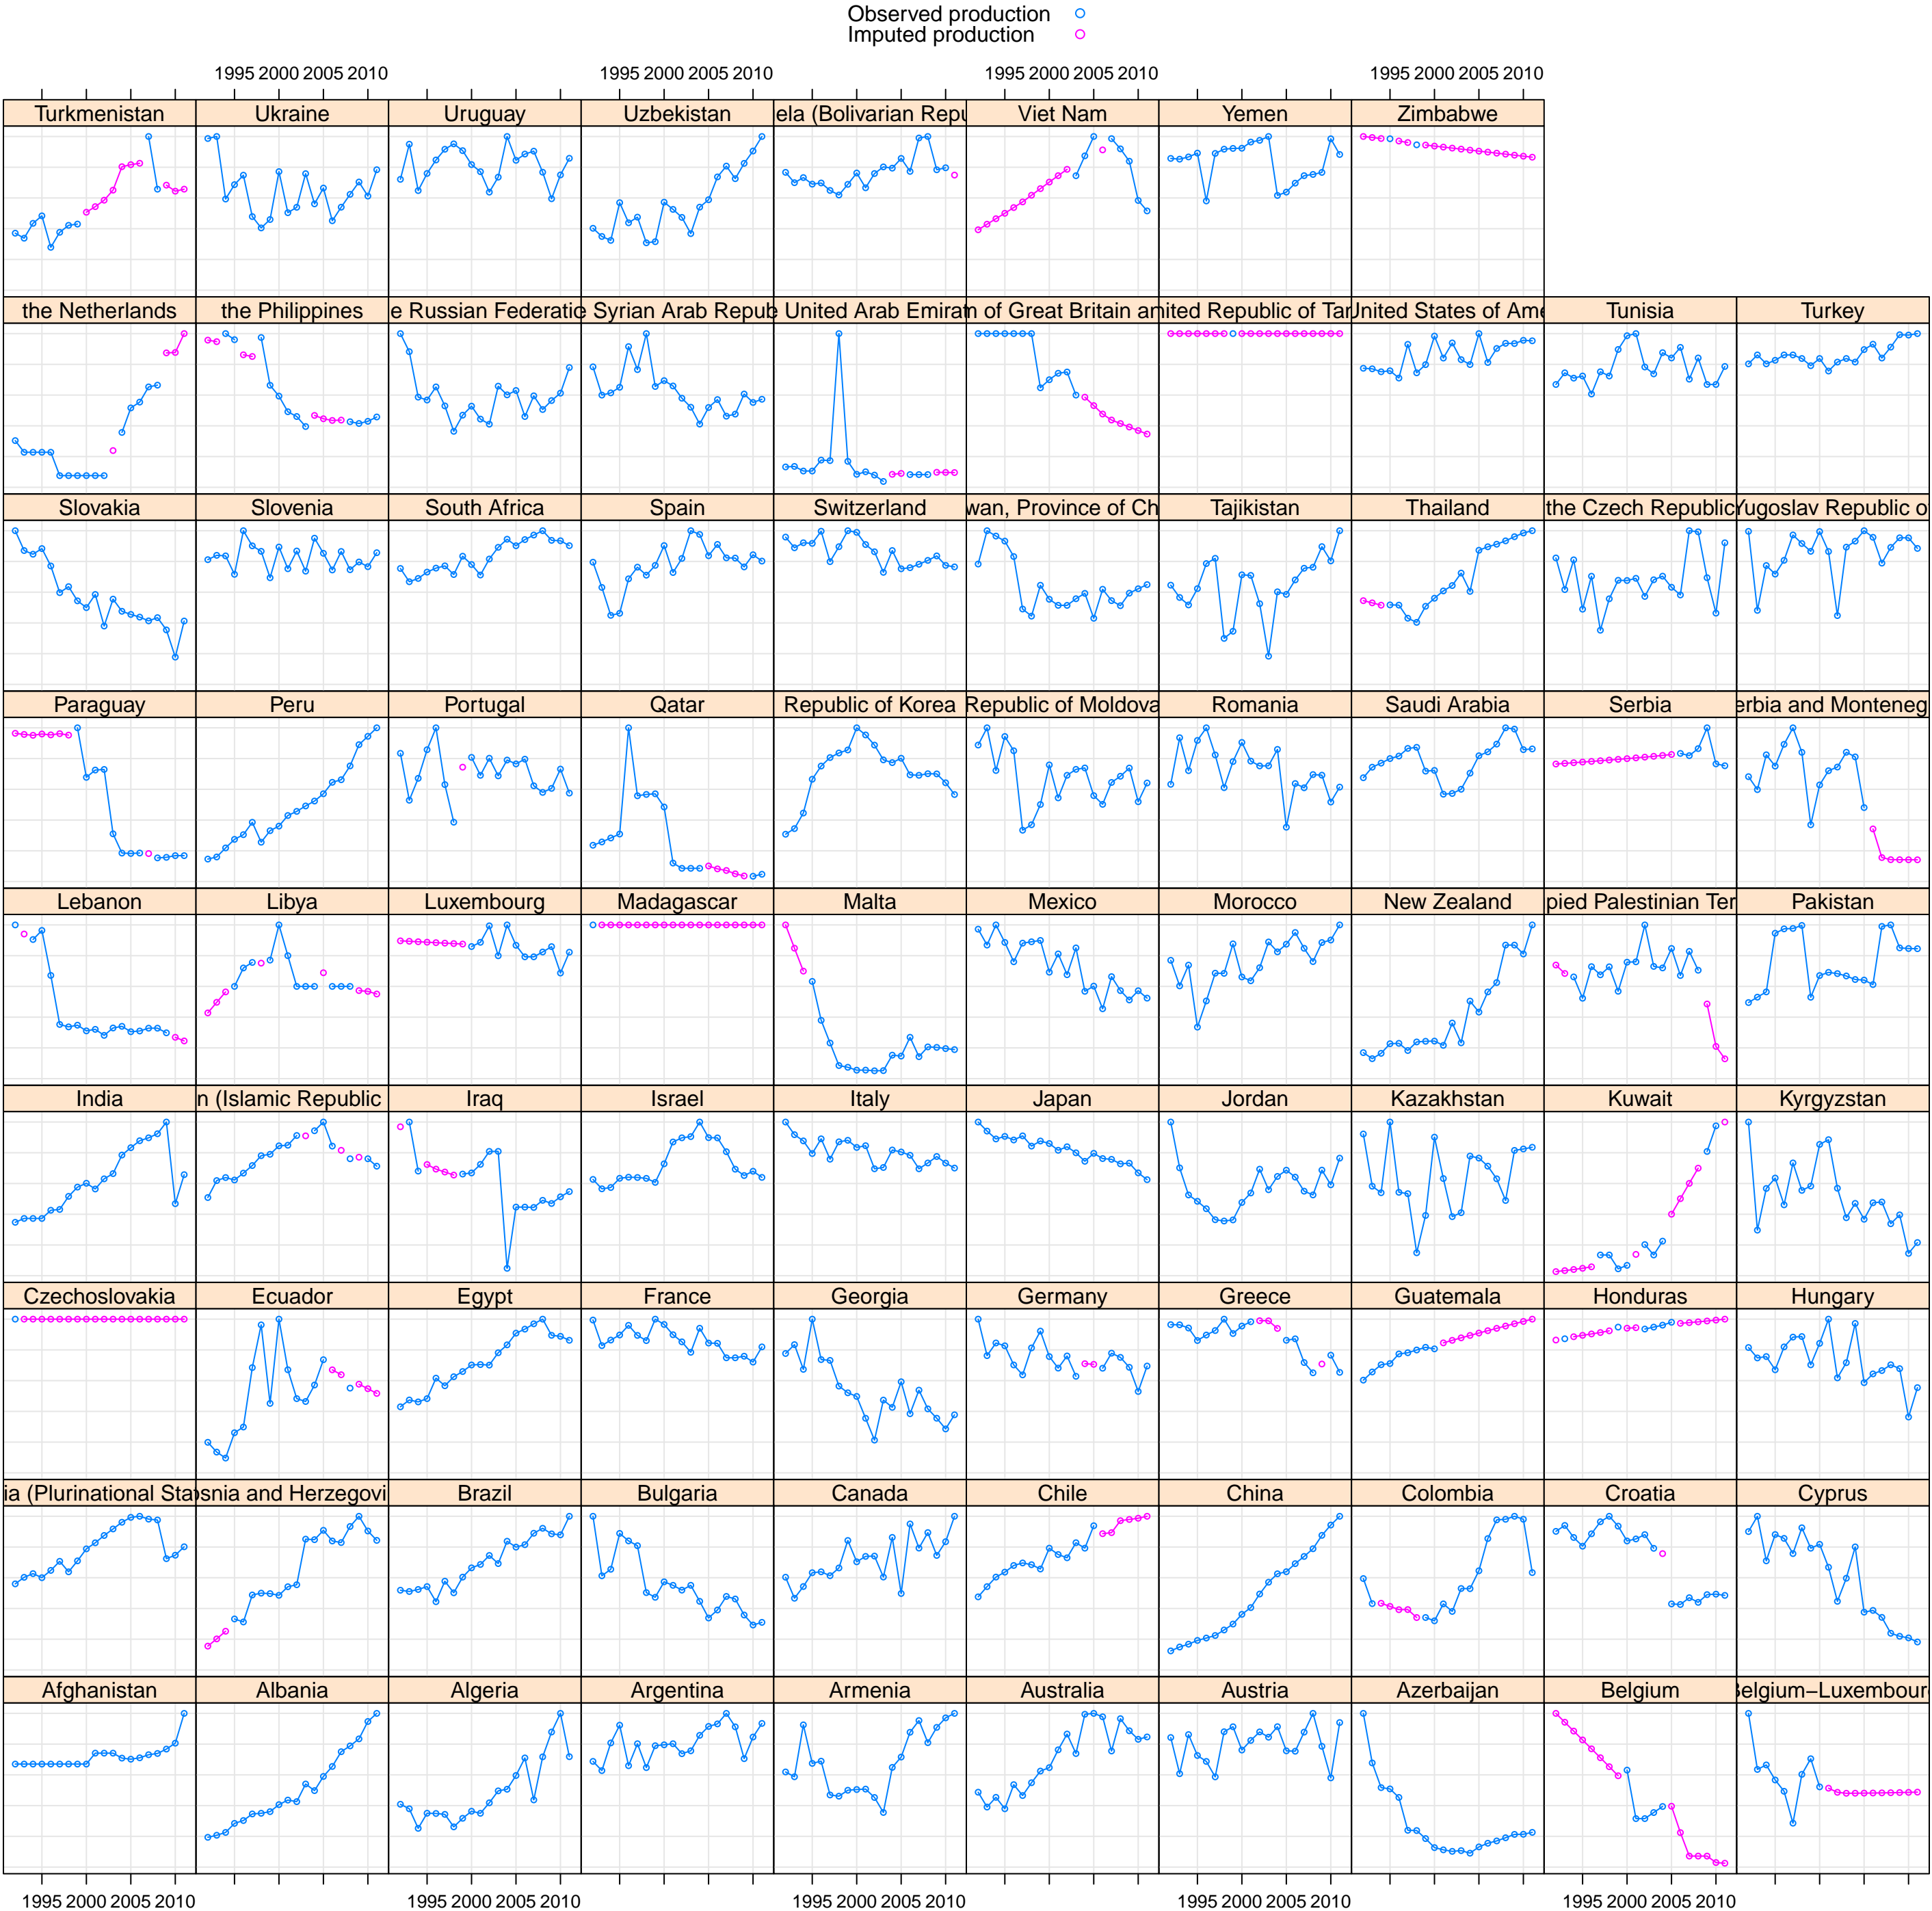 Observed production
Imputed production
1995 2000 2005 2010 1995 2000 2005 2010 1995 2000 2005 2010 1995 2000 2005 2010
Turkmenistan Ukraine Uruguay Uzbekistan ela (Bolivarian Repu Viet Nam Yemen Zimbabwe
the Netherlands the Philippines e Russian Federatio e Syrian Arab Repub e United Arab Emirat m of Great Britain an nited Republic of Tan United States of Ame Tunisia Turkey
Slovakia Slovenia South Africa Spain Switzerland wan, Province of Ch Tajikistan Thailand the Czech Republic Yugoslav Republic o
Paraguay Peru Portugal Qatar Republic of Korea Republic of Moldova Romania Saudi Arabia Serbia erbia and Monteneg
Lebanon Libya Luxembourg Madagascar Malta Mexico Morocco New Zealand pied Palestinian Ter Pakistan
India n (Islamic Republic Iraq Israel Italy Japan Jordan Kazakhstan Kuwait Kyrgyzstan
Czechoslovakia Ecuador Egypt France Georgia Germany Greece Guatemala Honduras Hungary
ia (Plurinational Sta osnia and Herzegovi Brazil Bulgaria Canada Chile China Colombia Croatia Cyprus
Afghanistan Albania Algeria Argentina Armenia Australia Austria Azerbaijan Belgium Belgium−Luxembourg
1995 2000 2005 2010 1995 2000 2005 2010 1995 2000 2005 2010 1995 2000 2005 2010 1995 2000 2005 2010